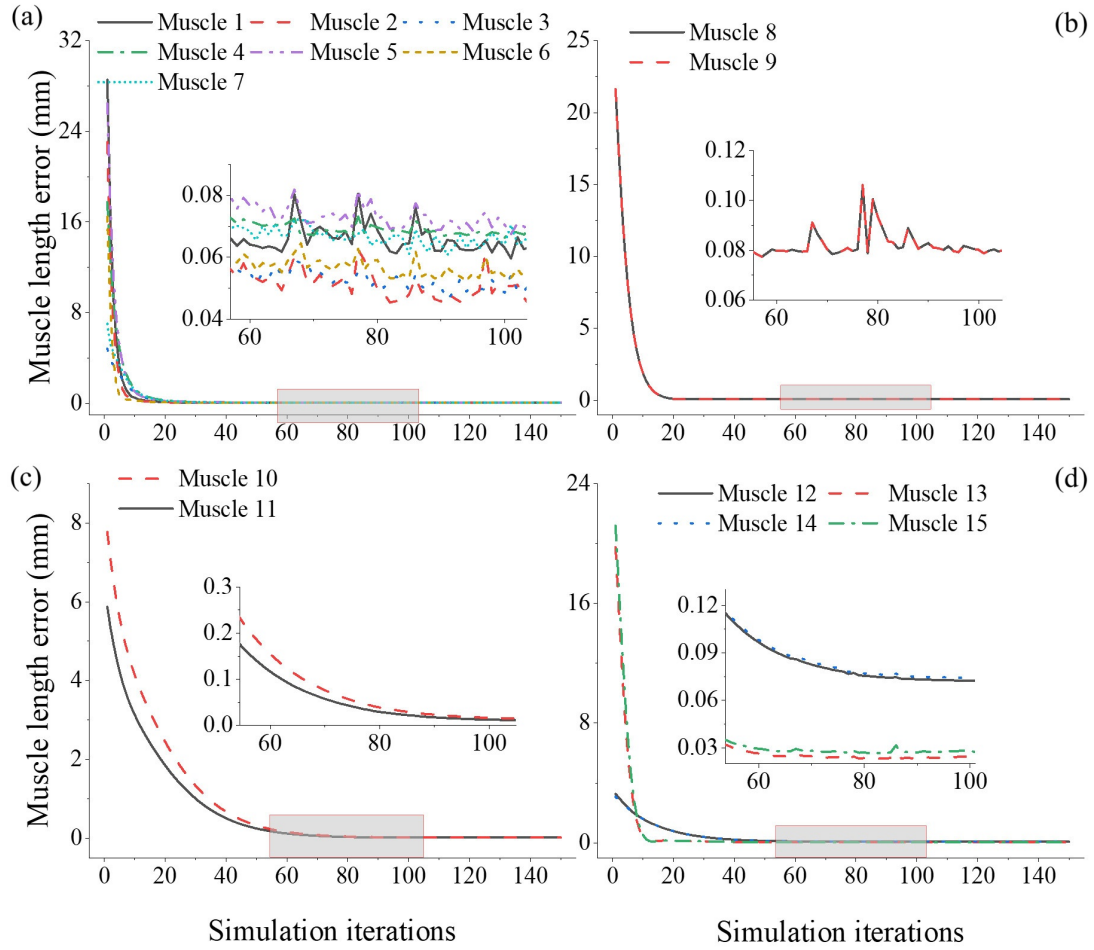 (a)
Muscle 1 Muscle 2 Muscle 3
Muscle 4 Muscle 5 Muscle 6
Muscle 7
Muscle length error (mm)
32
24
16
8
0
0 20 40 60 80 100 120 140
0.08
0.06
0.04
60 80 100
(b)
Muscle 8
Muscle 9
25
20
15
10
5
0
0 20 40 60 80 100 120 140
0.12
0.10
0.08
0.06
60 80 100
(c)
Muscle 10
Muscle 11
Muscle length error (mm)
8
6
4
2
0
0 20 40 60 80 100 120 140
0.3
0.2
0.1
0.0
60 80 100
Simulation iterations
(d)
Muscle 12 Muscle 13
Muscle 14 Muscle 15
24
16
8
0
0 20 40 60 80 100 120 140
0.12
0.09
0.06
0.03
60 80 100
Simulation iterations